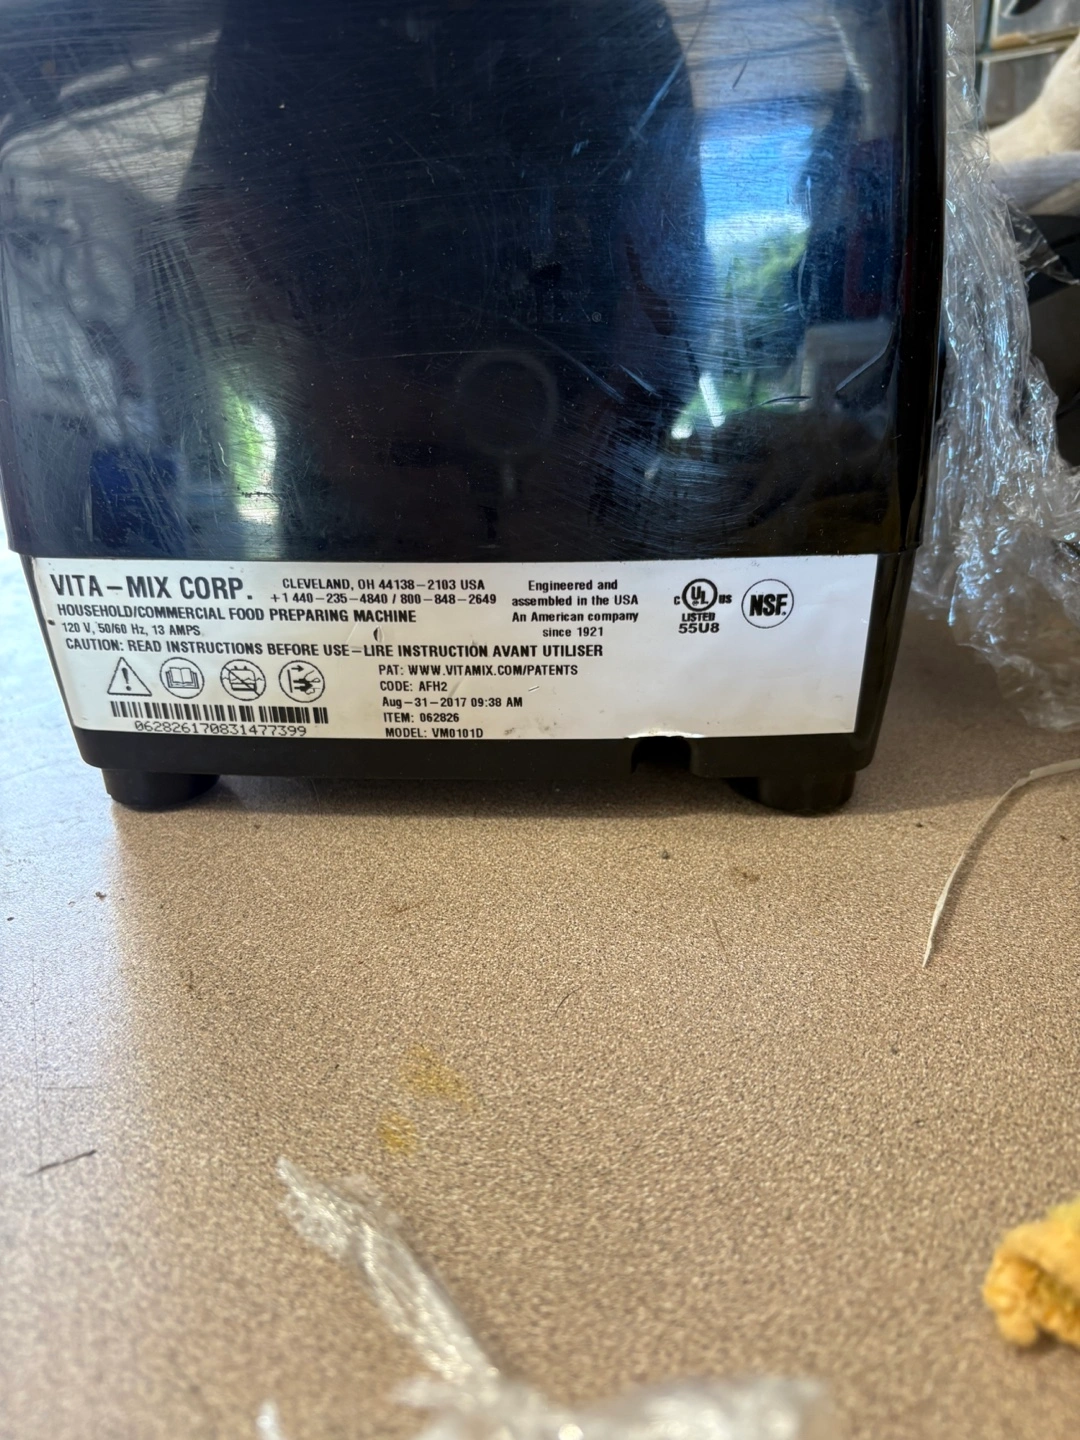 VITA-MIX CORP.
CLEVELAND, OH 44138-2103 USA
+1 440-235-4840 / 800-848-2649
HOUSEHOLD/COMMERCIAL FOOD PREPARING MACHINE
120 V, 50/60 Hz, 13 AMPS
CAUTION: READ INSTRUCTIONS BEFORE USE-LIRE INSTRUCTION AVANT UTILISER
062826170831477399
PAT: WWW.VITAMIX.COM/PATENTS
CODE: AFH2
Aug-31-2017 09:38 AM
ITEM: 062826
MODEL: VM0101D
Engineered and
assembled in the USA
An American company
since 1921
C UL US
LISTED
55U8
NSF.